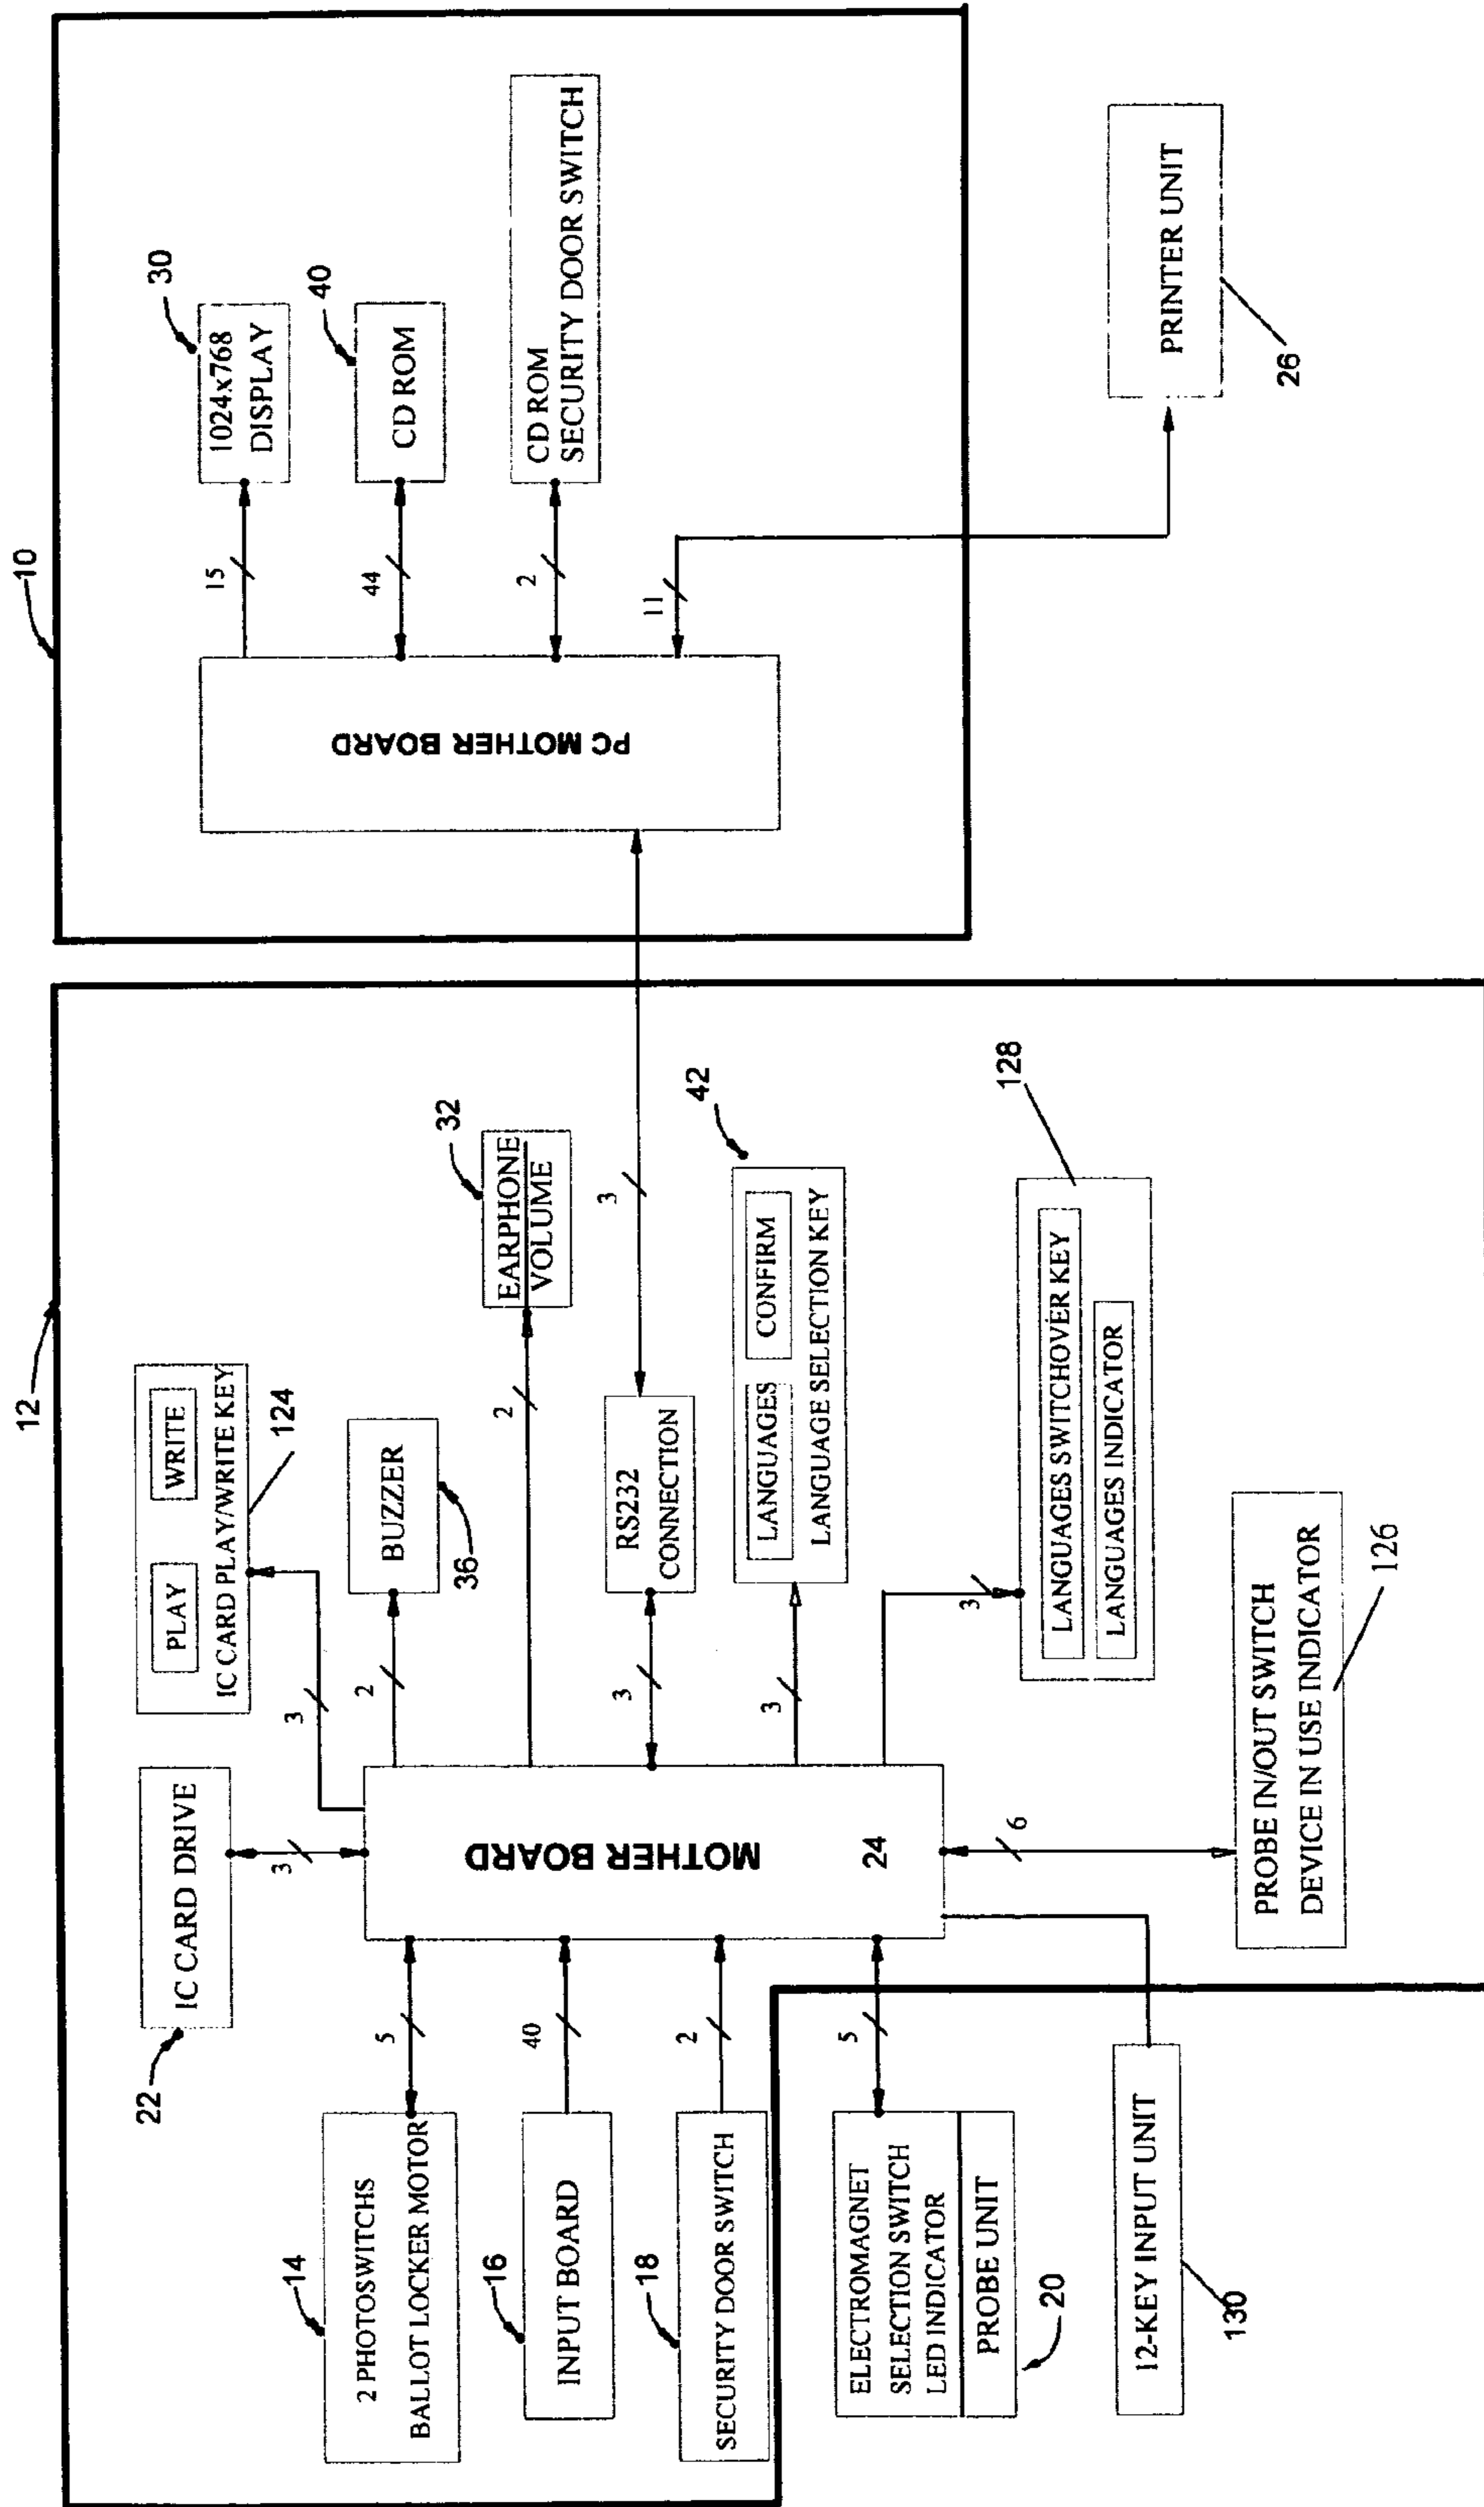 12
10
22
IC CARD DRIVE
3
PLAY
WRITE
IC CARD PLAY/WRITE KEY
124
3
14
2 PHOTOSWITCHS
BALLOT LOCKER MOTOR
5
16
INPUT BOARD
40
18
SECURITY DOOR SWITCH
2
ELECTROMAGNET
SELECTION SWITCH
LED INDICATOR
PROBE UNIT
20
5
12-KEY INPUT UNIT
130
MOTHER BOARD
24
2
BUZZER
36
2
EARPHONE
VOLUME
32
3
RS232
CONNECTION
3
3
LANGUAGES
CONFIRM
LANGUAGE SELECTION KEY
42
3
LANGUAGES SWITCHOVER KEY
LANGUAGES INDICATOR
128
6
PROBE IN/OUT SWITCH
DEVICE IN USE INDICATOR
126
PC MOTHER BOARD
15
1024x768
DISPLAY
30
44
CD ROM
40
2
CD ROM
SECURITY DOOR SWITCH
11
PRINTER UNIT
26